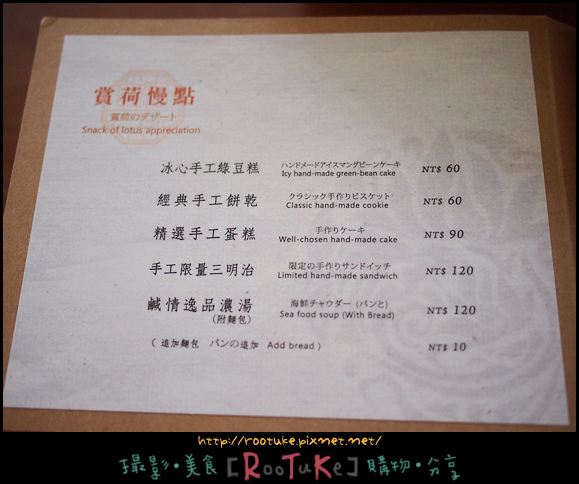 賞荷慢點
賞荷のデザート
Snack of lotus appreciation
冰心手工綠豆糕 ハンドメードアイスマングビーンケーキ NT$ 60
Icy hand-made green-bean cake
經典手工餅乾 クラシック手作りビスケット NT$ 60
Classic hand-made cookie
精選手工蛋糕 手作りケーキ NT$ 90
Well-chosen hand-made cake
手工限量三明治 限定の手作りサンドイッチ NT$ 120
Limited hand-made sandwich
鹹情逸品濃湯 海鮮チャウダー (パンと) NT$ 120
(附麵包) Sea food soup (With Bread)
( 追加麵包 パンの追加 Add bread ) NT$ 10
http://rootuke.pixnet.net/
攝影•美食 [RooTuKe] 購物•分享